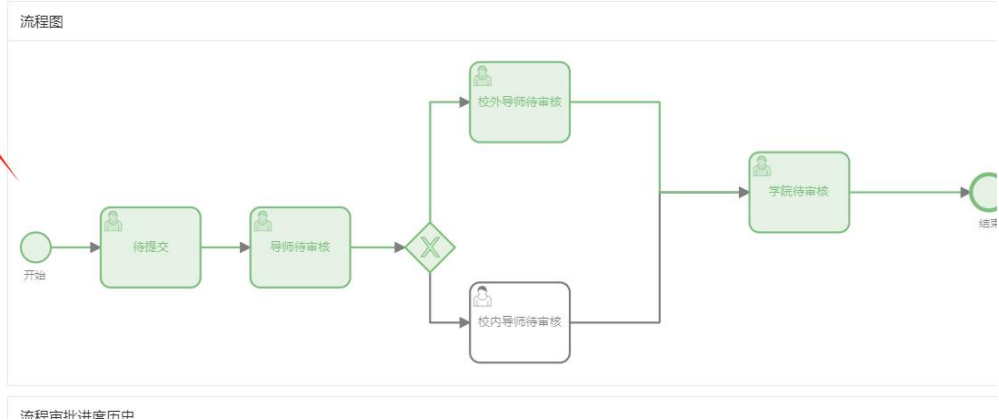 流程图
校外导师待审核
学院待审核
待提交
导师待审核
X
开始
结束
校内导师待审核
流程审批进度历史